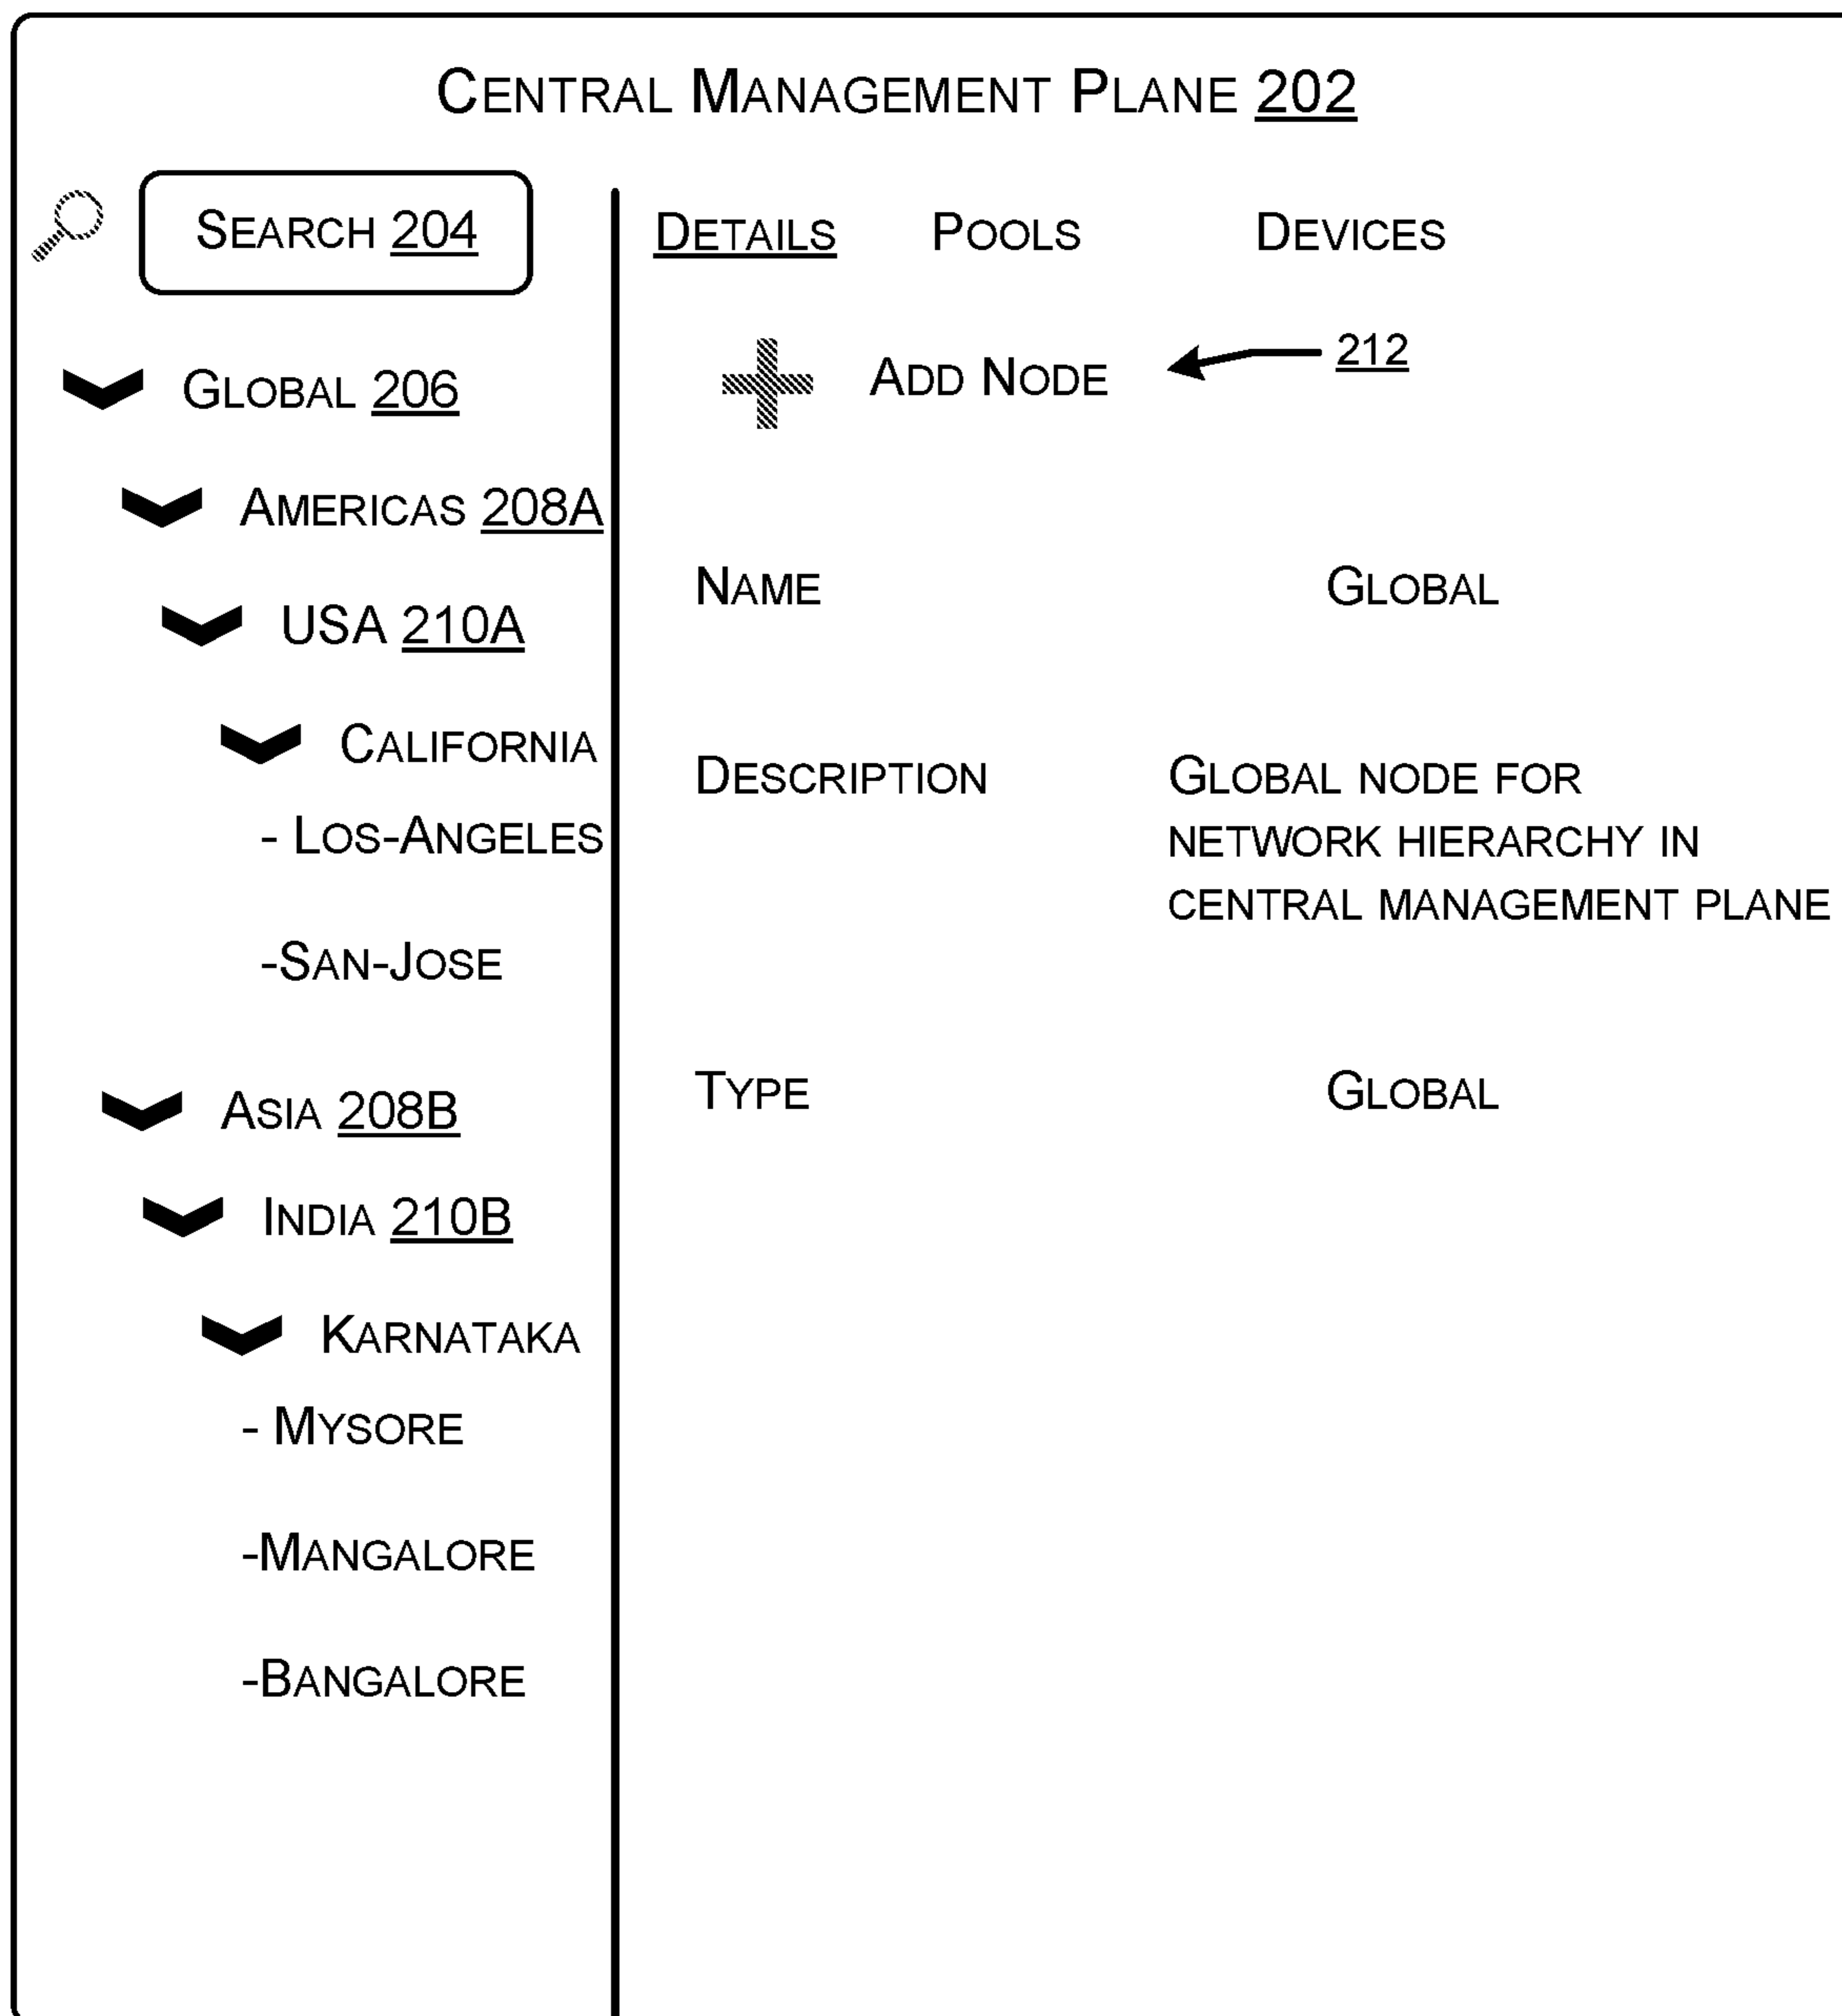 CENTRAL MANAGEMENT PLANE 202
SEARCH 204
GLOBAL 206
AMERICAS 208A
USA 210A
CALIFORNIA
- LOS-ANGELES
-SAN-JOSE
ASIA 208B
INDIA 210B
KARNATAKA
- MYSORE
-MANGALORE
-BANGALORE
DETAILS POOLS DEVICES
ADD NODE 212
NAME GLOBAL
DESCRIPTION GLOBAL NODE FOR
NETWORK HIERARCHY IN
CENTRAL MANAGEMENT PLANE
TYPE GLOBAL